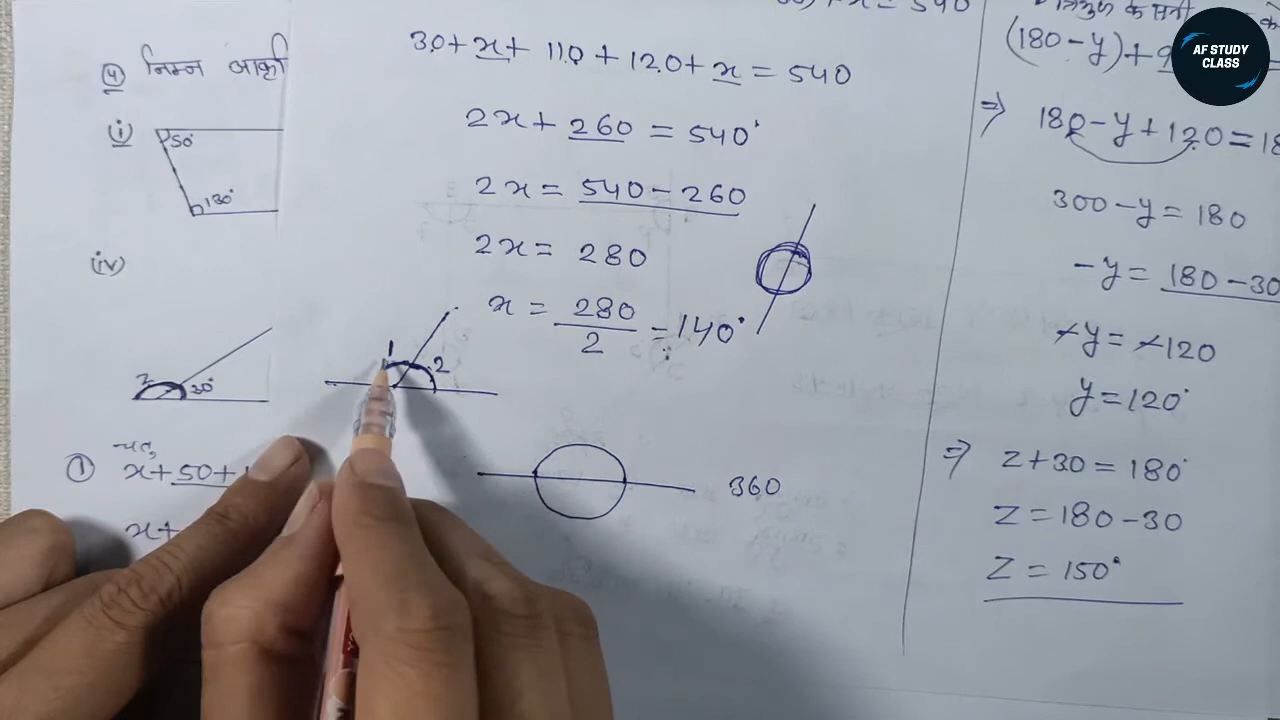 AF STUDY
CLASS
५) निम्न
(i)
50°
130°
(iv)
z 30°
1 2
①
x+50+
x+
30+x+ 110 + 120+ x = 540
2x+ 260 = 540°
2x = 540-260
2x = 280
x = 280
2
=140°
360
x = 540
(180-y)+
⇒ 180-y+120=18
300-y= 180
-y= 180-30
-y= -120
y=120°
⇒ z+30 = 180°
z = 180-30
z = 150°